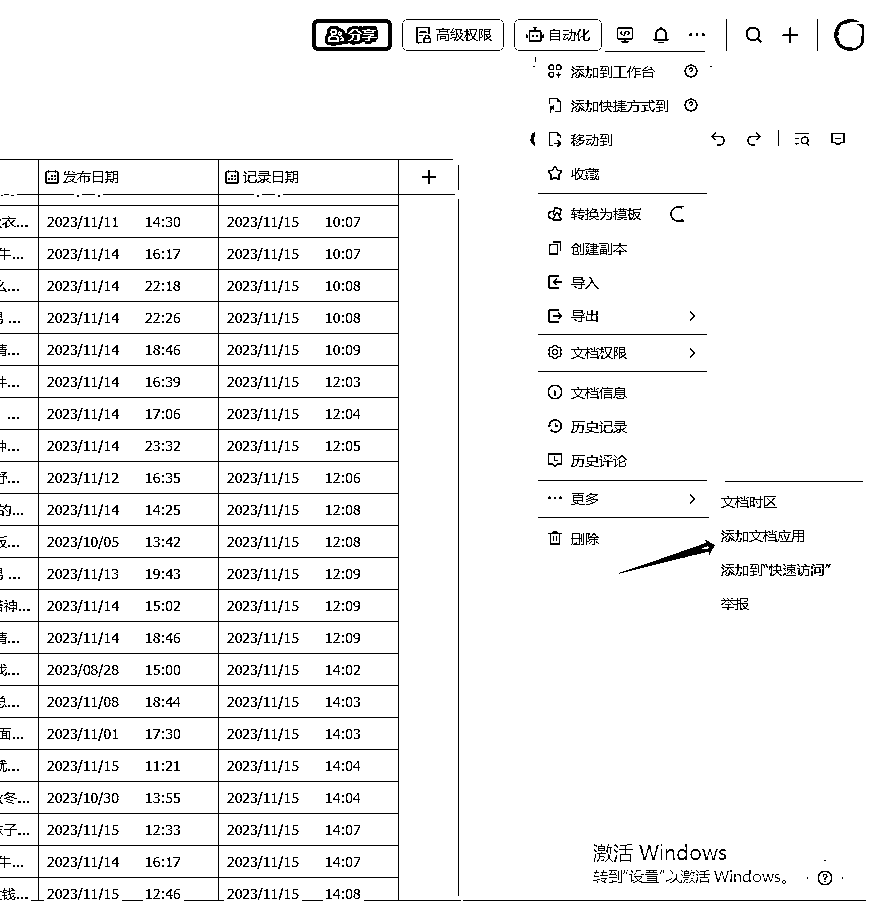 分享 高级权限 自动化
添加到工作台
添加快捷方式到
移动到
收藏
转换为模板
创建副本
导入
导出
文档权限
文档信息
历史记录
历史评论
更多
删除
文档时区
添加文档应用
添加到“快速访问”
举报
发布日期 记录日期
衣... 2023/11/11 14:30 2023/11/15 10:07
牛... 2023/11/14 16:17 2023/11/15 10:07
... 2023/11/14 22:18 2023/11/15 10:08
... 2023/11/14 22:26 2023/11/15 10:08
... 2023/11/14 18:46 2023/11/15 10:09
... 2023/11/14 16:39 2023/11/15 12:03
... 2023/11/14 17:06 2023/11/15 12:04
... 2023/11/14 23:32 2023/11/15 12:05
... 2023/11/12 16:35 2023/11/15 12:06
的... 2023/11/14 14:25 2023/11/15 12:08
... 2023/10/05 13:42 2023/11/15 12:08
... 2023/11/13 19:43 2023/11/15 12:09
神... 2023/11/14 15:02 2023/11/15 12:09
... 2023/11/14 18:46 2023/11/15 12:09
... 2023/08/28 15:00 2023/11/15 14:02
... 2023/11/08 18:44 2023/11/15 14:03
面... 2023/11/01 17:30 2023/11/15 14:03
... 2023/11/15 11:21 2023/11/15 14:04
冬... 2023/10/30 13:55 2023/11/15 14:04
子... 2023/11/15 12:33 2023/11/15 14:07
牛... 2023/11/14 16:17 2023/11/15 14:07
钱... 2023/11/15 12:46 2023/11/15 14:08
激活 Windows
转到“设置”以激活 Windows。